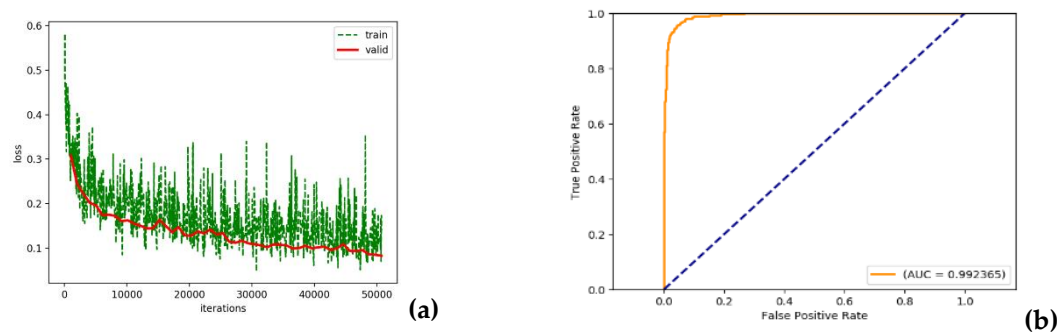 0.6
0.5
0.4
0.3
0.2
0.1
loss
train
valid
0
10000
20000
30000
40000
50000
iterations
(a)
1.0
0.8
0.6
0.4
0.2
0.0
True Positive Rate
(AUC = 0.992365)
0.0
0.2
0.4
0.6
0.8
1.0
False Positive Rate
(b)